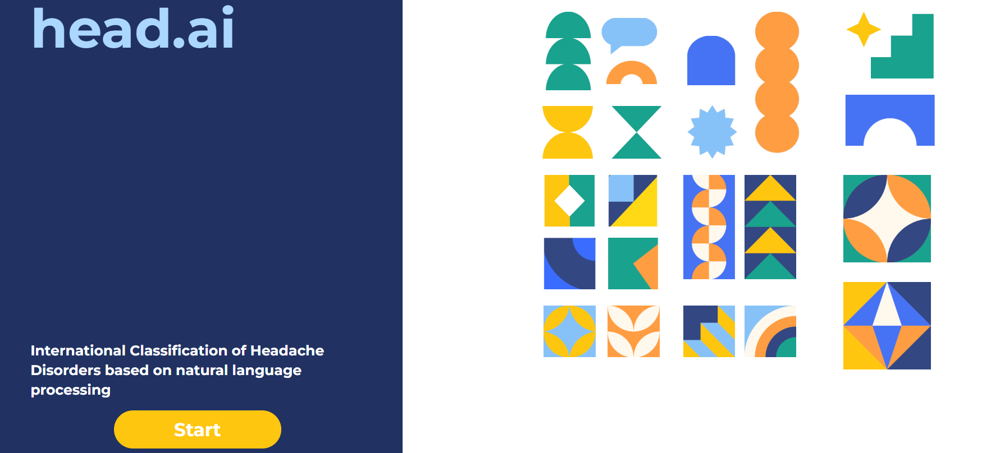 head.ai
International Classification of Headache
Disorders based on natural language
processing
Start